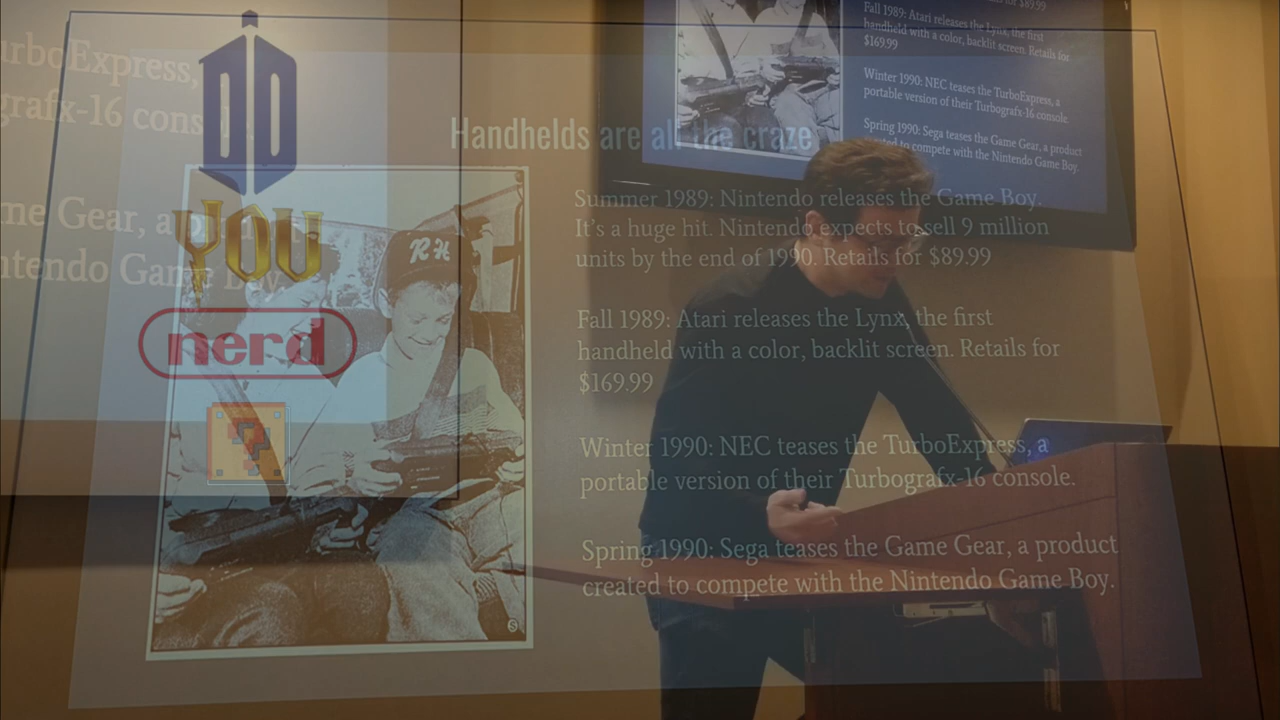 DO
YOU
nerd
?
Handhelds are all the craze
Summer 1989: Nintendo releases the Game Boy.
It's a huge hit. Nintendo expects to sell 9 million
units by the end of 1990. Retails for $89.99
Fall 1989: Atari releases the Lynx, the first
handheld with a color, backlit screen. Retails for
$169.99
Winter 1990: NEC teases the TurboExpress, a
portable version of their Turbografx-16 console.
Spring 1990: Sega teases the Game Gear, a product
created to compete with the Nintendo Game Boy.
RH
S
for $89.99
Fall 1989: Atari releases the Lynx, the first
handheld with a color, backlit screen. Retails for
$169.99
Winter 1990: NEC teases the TurboExpress, a
portable version of their Turbografx-16 console.
Spring 1990: Sega teases the Game Gear, a product
created to compete with the Nintendo Game Boy.
urboExpress,
grafx-16 cons
me Gear, a product
ntendo Game Boy.